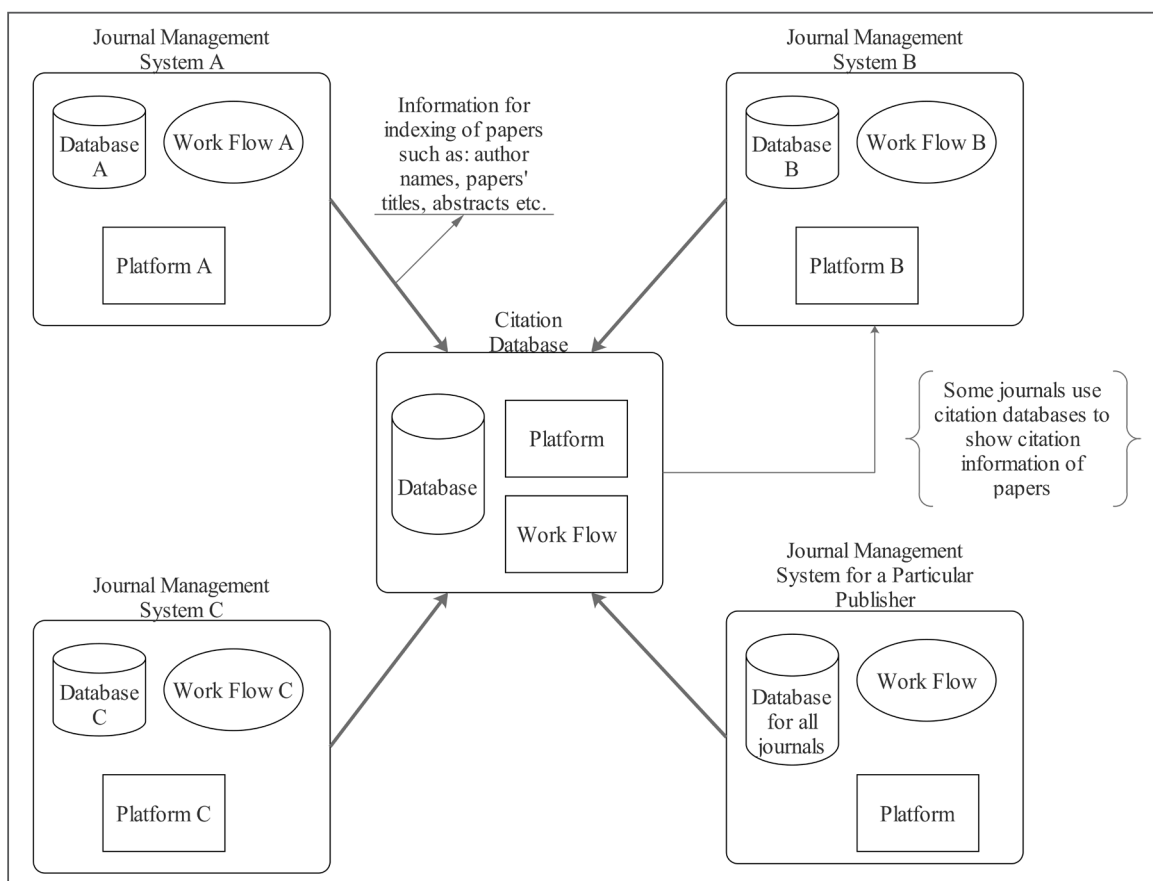 Journal Management
System A
Database
A
Work Flow A
Platform A
Information for
indexing of papers
such as: author
names, papers'
titles, abstracts etc.
Journal Management
System B
Database
B
Work Flow B
Platform B
Citation
Database
Database
Platform
Work Flow
Some journals use
citation databases to
show citation
information of
papers
Journal Management
System C
Database
C
Work Flow C
Platform C
Journal Management
System for a Particular
Publisher
Database
for all
journals
Work Flow
Platform